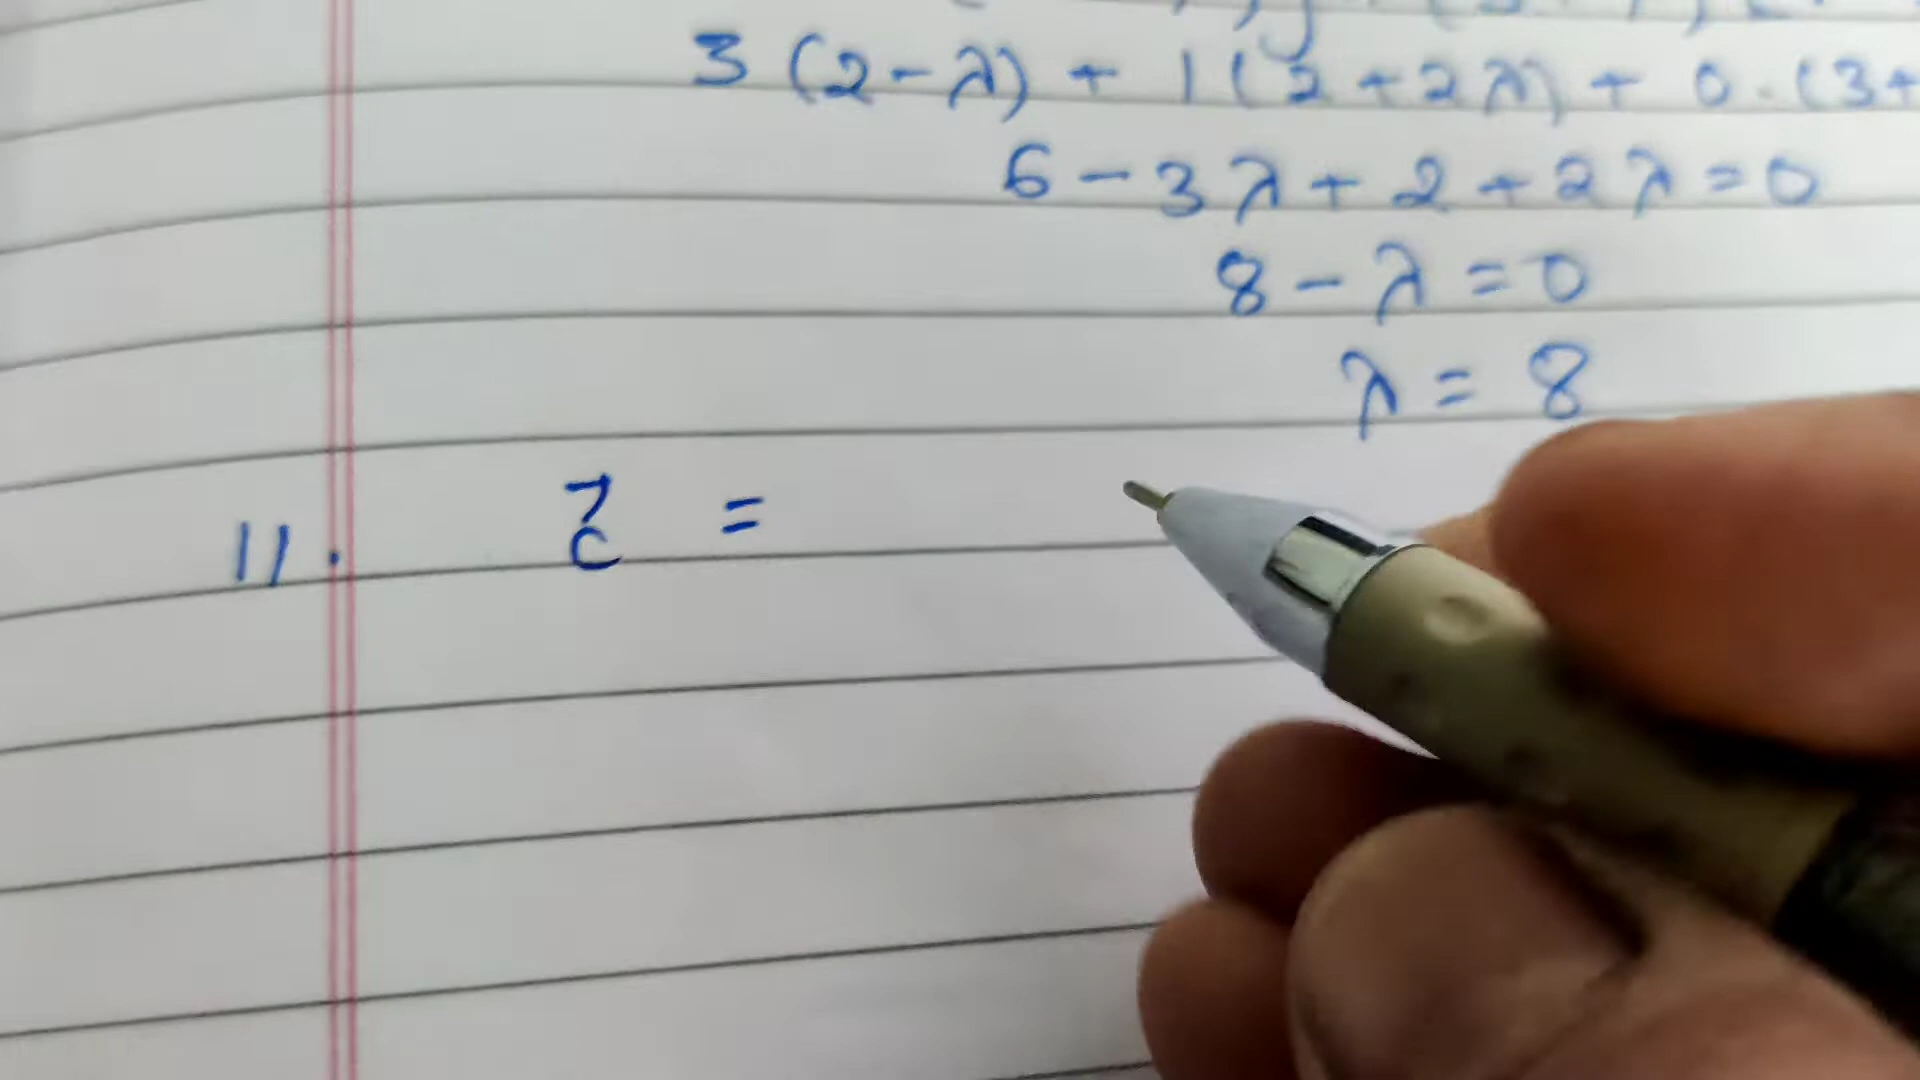 3 (2 - λ) + 1 (2 + 2λ) + 0 . (3+
6 - 3λ + 2 + 2λ = 0
8 - λ = 0
λ = 8
11. c⃗ =